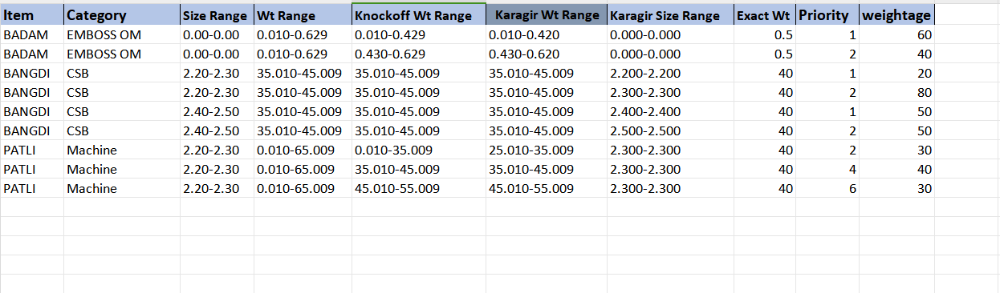 Item Category Size Range Wt Range Knockoff Wt Range Karagir Wt Range Karagir Size Range Exact Wt Priority weightage
BADAM EMBOSS OM 0.00-0.00 0.010-0.629 0.010-0.429 0.010-0.420 0.000-0.000 0.5 1 60
BADAM EMBOSS OM 0.00-0.00 0.010-0.629 0.430-0.629 0.430-0.620 0.000-0.000 0.5 2 40
BANGDI CSB 2.20-2.30 35.010-45.009 35.010-45.009 35.010-45.009 2.200-2.200 40 1 20
BANGDI CSB 2.20-2.30 35.010-45.009 35.010-45.009 35.010-45.009 2.300-2.300 40 2 80
BANGDI CSB 2.40-2.50 35.010-45.009 35.010-45.009 35.010-45.009 2.400-2.400 40 1 50
BANGDI CSB 2.40-2.50 35.010-45.009 35.010-45.009 35.010-45.009 2.500-2.500 40 2 50
PATLI Machine 2.20-2.30 0.010-65.009 0.010-35.009 25.010-35.009 2.300-2.300 40 2 30
PATLI Machine 2.20-2.30 0.010-65.009 35.010-45.009 35.010-45.009 2.300-2.300 40 4 40
PATLI Machine 2.20-2.30 0.010-65.009 45.010-55.009 45.010-55.009 2.300-2.300 40 6 30